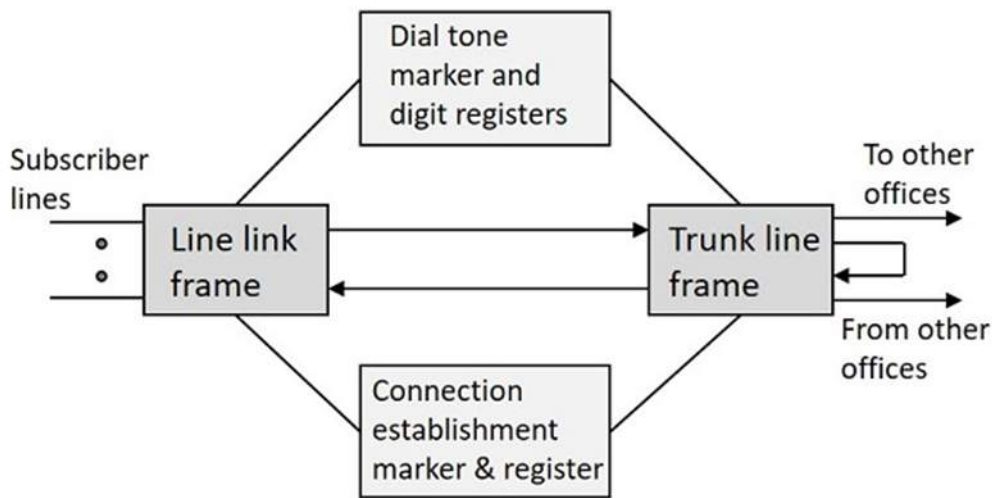 Dial tone
marker and
digit registers
Subscriber
lines
To other
offices
Line link
frame
Trunk line
frame
From other
offices
Connection
establishment
marker & register